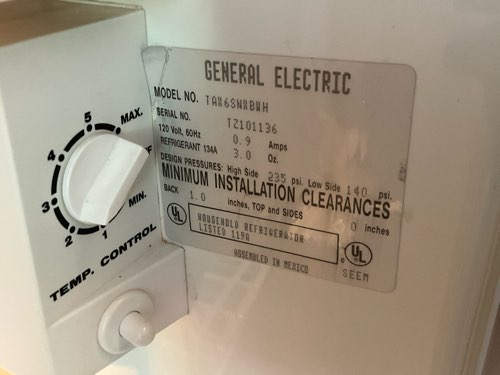 GENERAL ELECTRIC
MODEL NO. TAX6SNXBWH
SERIAL NO. TZ101136
120 Volt, 60Hz 0.9 Amps
REFRIGERANT 134A 3.0 Oz.
DESIGN PRESSURES: High Side 235 psi. Low Side 140 psi.
MINIMUM INSTALLATION CLEARANCES
BACK 1.0 inches, TOP and SIDES 0 inches
UL HOUSEHOLD REFRIGERATOR
LISTED 119A
c UL
ASSEMBLED IN MEXICO SEEM
MAX.
5
4
3
2
1
MIN.
TEMP. CONTROL